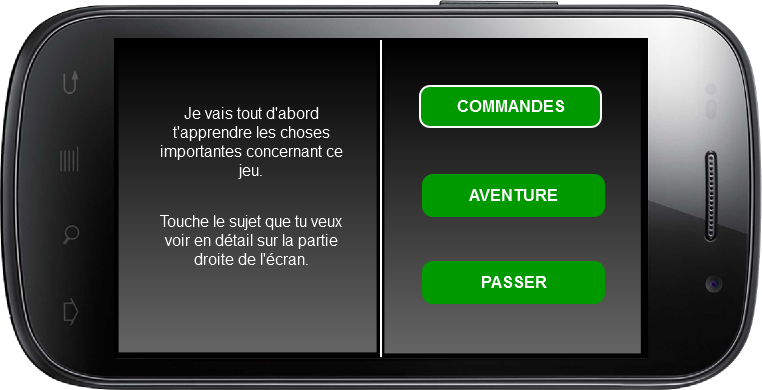 Je vais tout d'abord
t'apprendre les choses
importantes concernant ce
jeu.
Touche le sujet que tu veux
voir en détail sur la partie
droite de l'écran.
COMMANDES
AVENTURE
PASSER